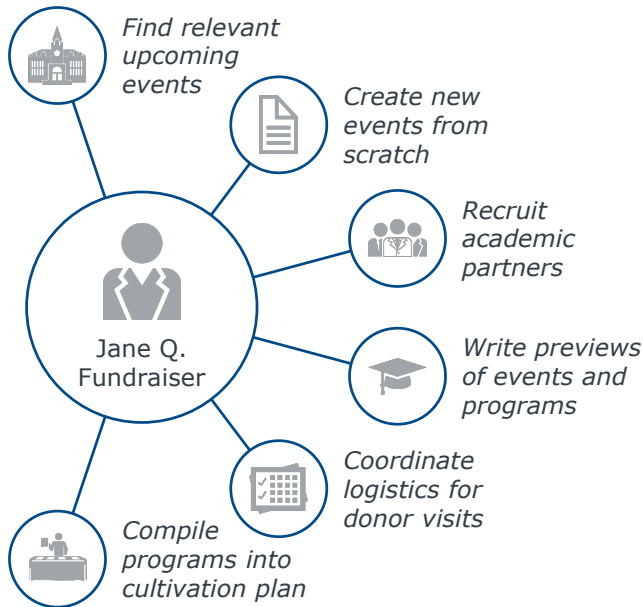 Find relevant
upcoming
events
Create new
events from
scratch
Recruit
academic
partners
Jane Q.
Fundraiser
Write previews
of events and
programs
Coordinate
logistics for
donor visits
Compile
programs into
cultivation plan